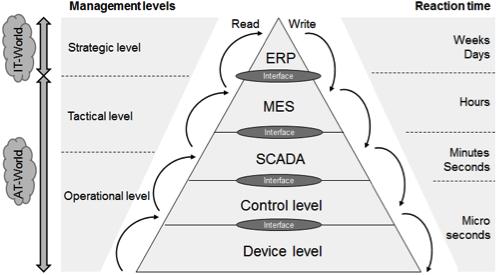 Management levels
Reaction time
Read
Write
IT-World
Strategic level
ERP
Weeks
Days
Interface
Tactical level
MES
Hours
Interface
AT-World
SCADA
Minutes
Seconds
Interface
Operational level
Control level
Interface
Micro
seconds
Device level